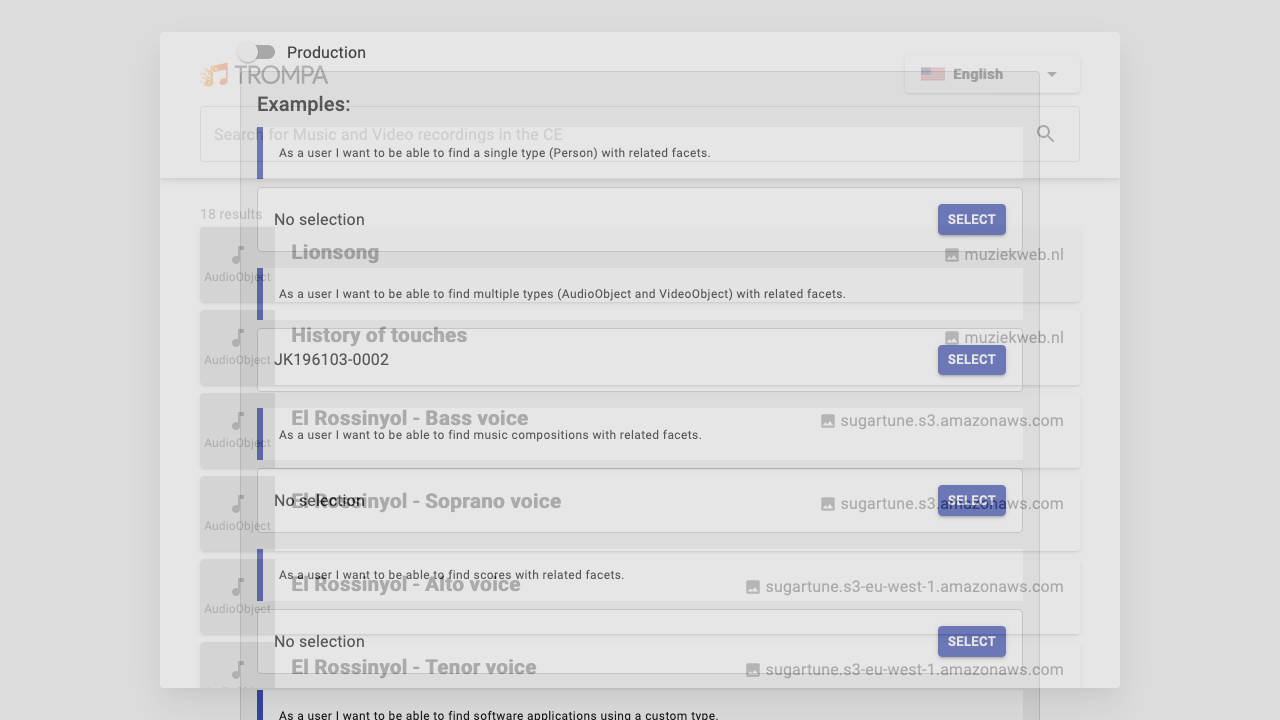 Production
TROMPA
English
Examples:
Search for Music and Video recordings in the CE
As a user I want to be able to find a single type (Person) with related facets.
18 results
No selection
SELECT
Lionsong
muziekweb.nl
AudioObject
As a user I want to be able to find multiple types (AudioObject and VideoObject) with related facets.
History of touches
muziekweb.nl
AudioObject
JK196103-0002
SELECT
El Rossinyol - Bass voice
sugartune.s3.amazonaws.com
AudioObject
As a user I want to be able to find music compositions with related facets.
No selection
SELECT
El Rossinyol - Soprano voice
sugartune.s3.amazonaws.com
AudioObject
As a user I want to be able to find scores with related facets.
El Rossinyol - Alto voice
sugartune.s3-eu-west-1.amazonaws.com
AudioObject
No selection
SELECT
El Rossinyol - Tenor voice
sugartune.s3-eu-west-1.amazonaws.com
As a user I want to be able to find software applications using a custom type.